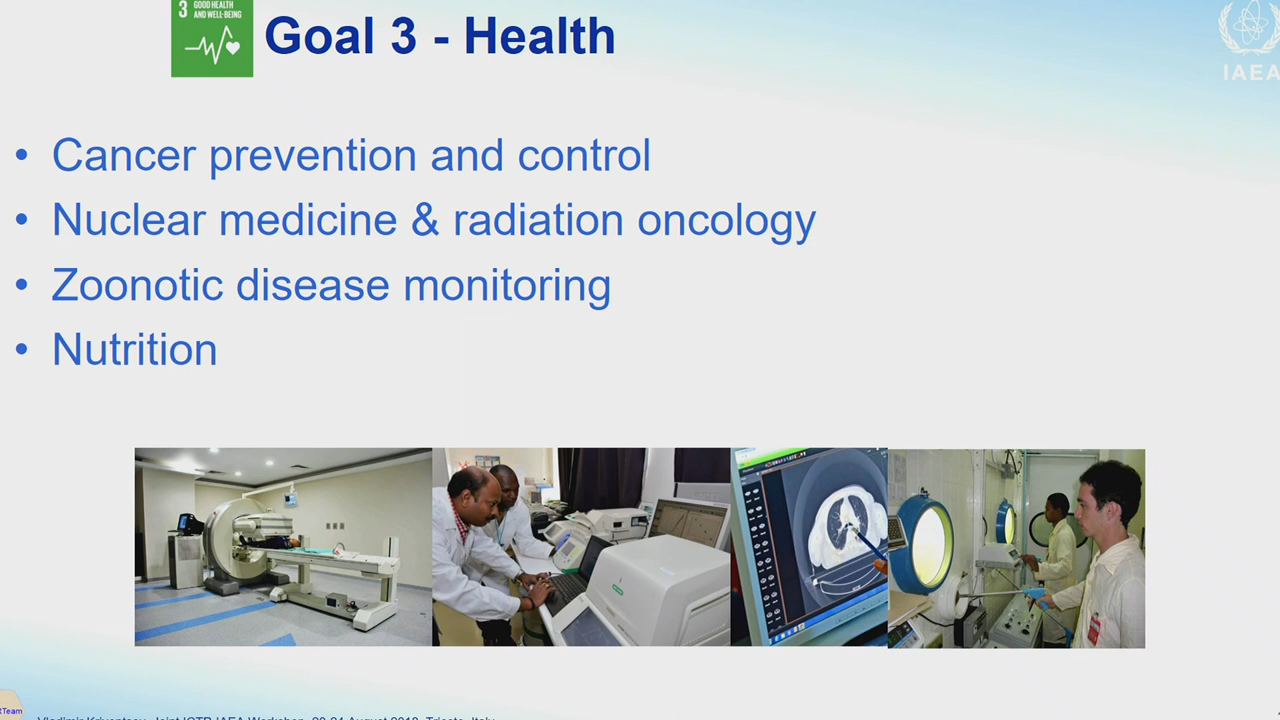 3 GOOD HEALTH
AND WELL-BEING
Goal 3 - Health
IAEA
• Cancer prevention and control
• Nuclear medicine & radiation oncology
• Zoonotic disease monitoring
• Nutrition
Team